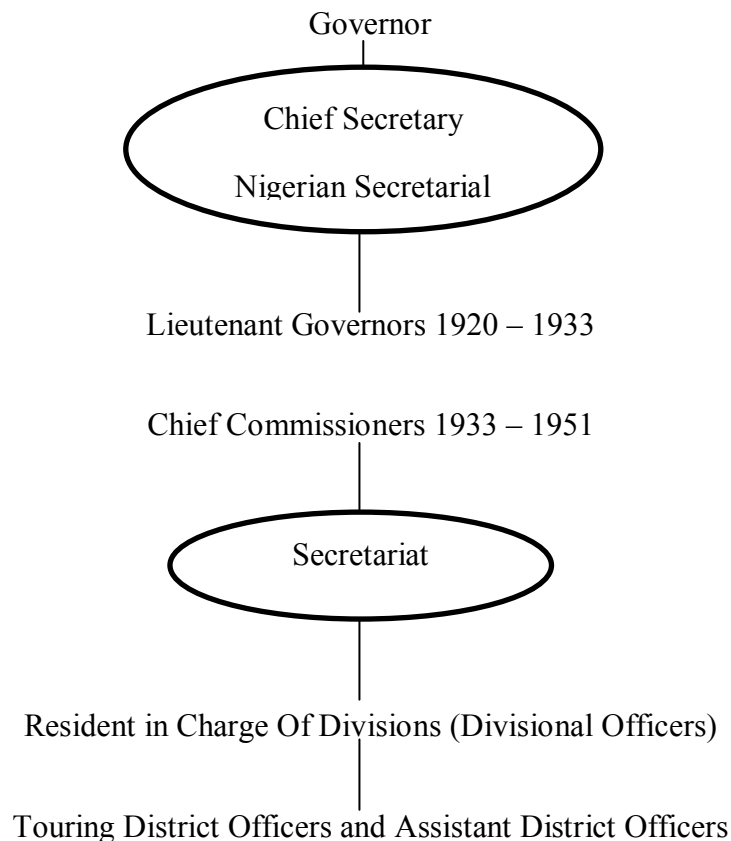 Governor
Chief Secretary
Nigerian Secretarial
Lieutenant Governors 1920 – 1933
Chief Commissioners 1933 – 1951
Secretariat
Resident in Charge Of Divisions (Divisional Officers)
Touring District Officers and Assistant District Officers